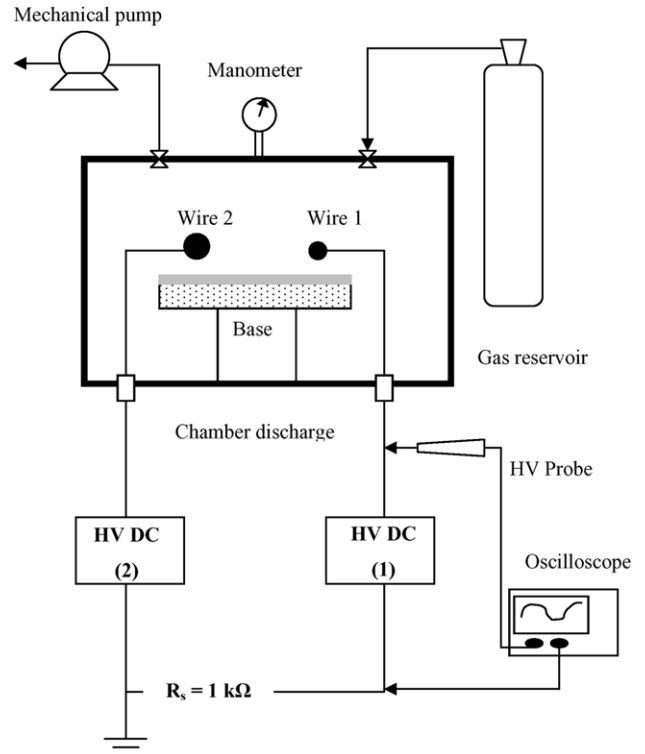 Mechanical pump
Manometer
Wire 2
Wire 1
Base
Gas reservoir
Chamber discharge
HV Probe
HV DC
(2)
HV DC
(1)
Oscilloscope
Rs = 1 kΩ